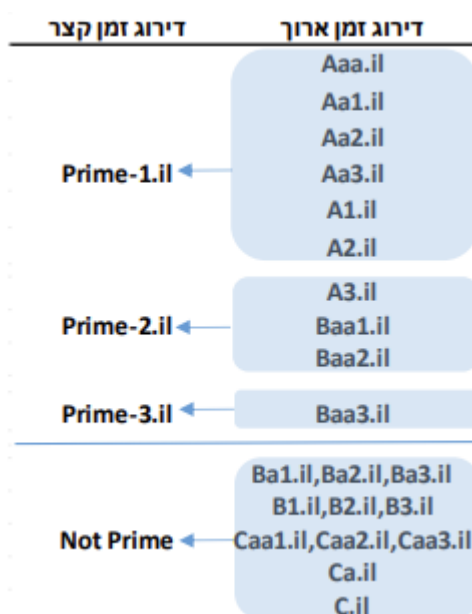 דירוג זמן ארוך דירוג זמן קצר
Aaa.il
Aa1.il
Aa2.il
Prime-1.il Aa3.il
A1.il
A2.il
A3.il
Prime-2.il Baa1.il
Baa2.il
Prime-3.il Baa3.il
Ba1.il,Ba2.il,Ba3.il
B1.il,B2.il,B3.il
Not Prime Caa1.il,Caa2.il,Caa3.il
Ca.il
C.il